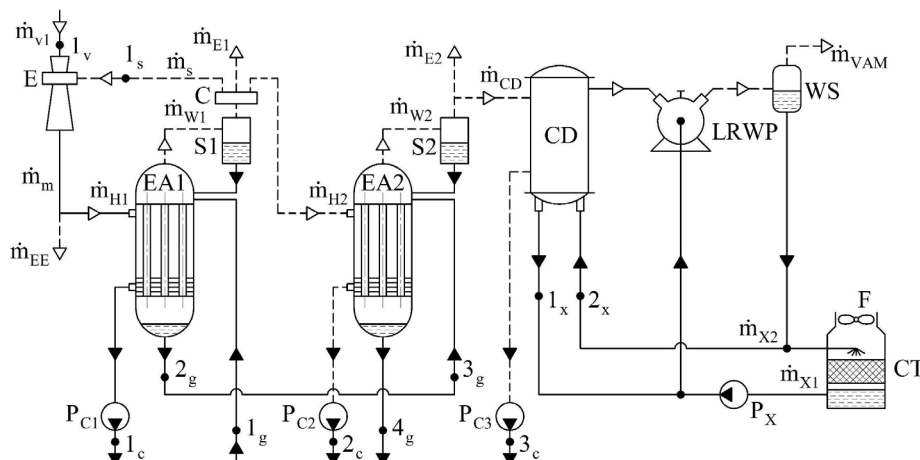 ṁvl
1v
1s
ṁs
ṁE1
ṁE2
ṁCD
ṁVAM
E
C
WS
ṁW1
ṁW2
CD
LRWP
S1
S2
ṁm
ṁH1
EA1
ṁH2
EA2
ṁEE
1x
2x
F
ṁX2
CT
2g
3g
ṁX1
PC1
1g
PC2
4g
PC3
PX
1c
2c
3c